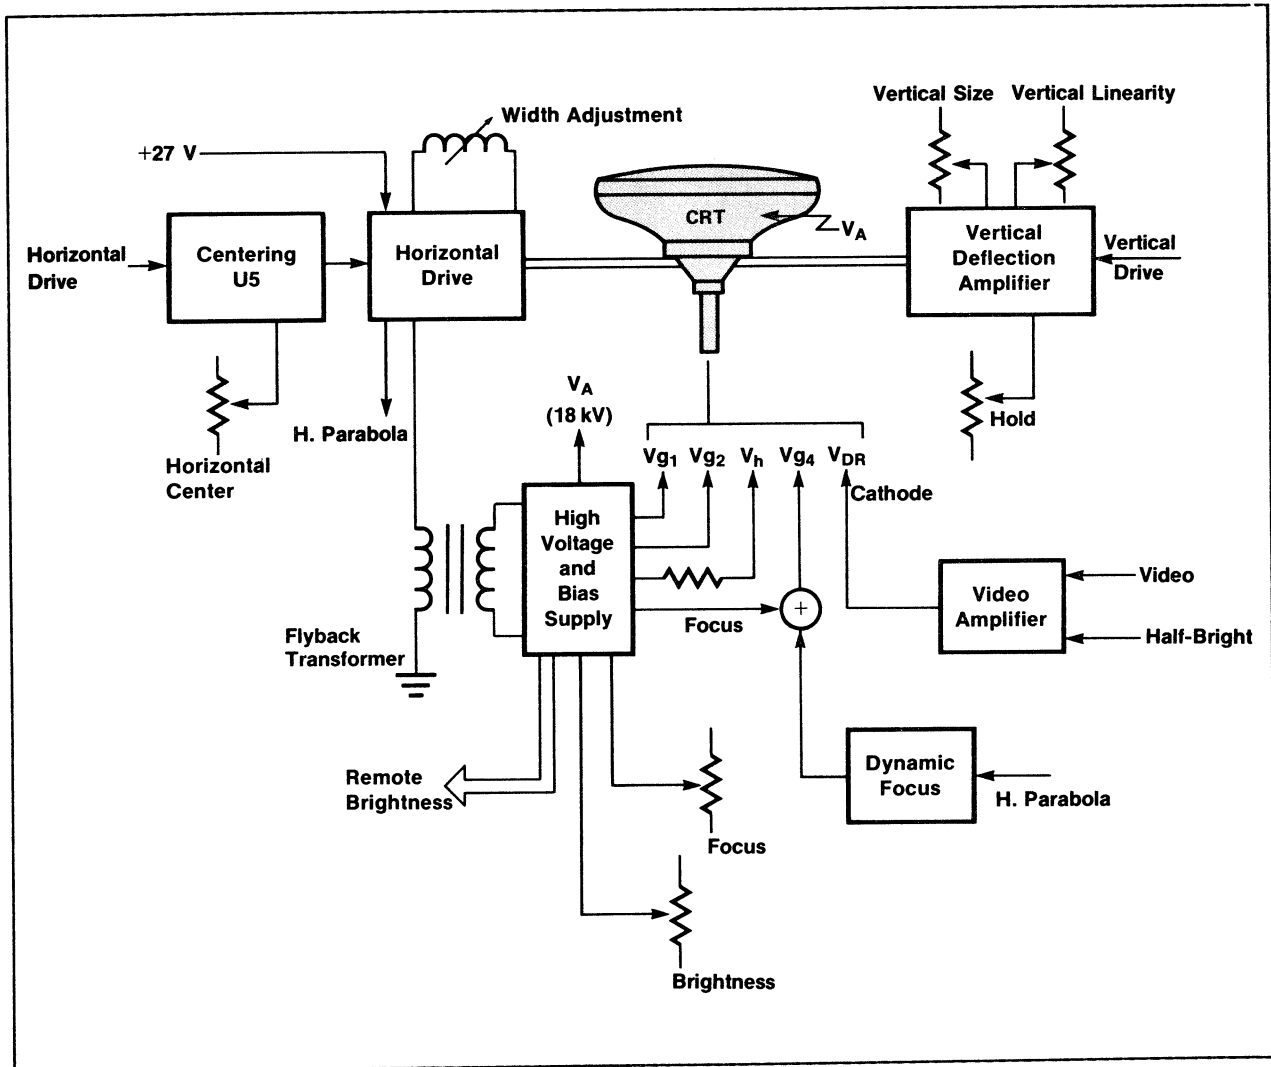 Vertical Size
Vertical Linearity
Width Adjustment
+27 V
CRT
V_A
Horizontal
Drive
Centering
U5
Horizontal
Drive
Vertical
Deflection
Amplifier
Vertical
Drive
V_A
(18 kV)
H. Parabola
Hold
Horizontal
Center
Vg1
Vg2
Vh
Vg4
V_DR
Cathode
High
Voltage
and
Bias
Supply
Focus
+
Video
Amplifier
Video
Half-Bright
Flyback
Transformer
Remote
Brightness
Dynamic
Focus
H. Parabola
Focus
Brightness